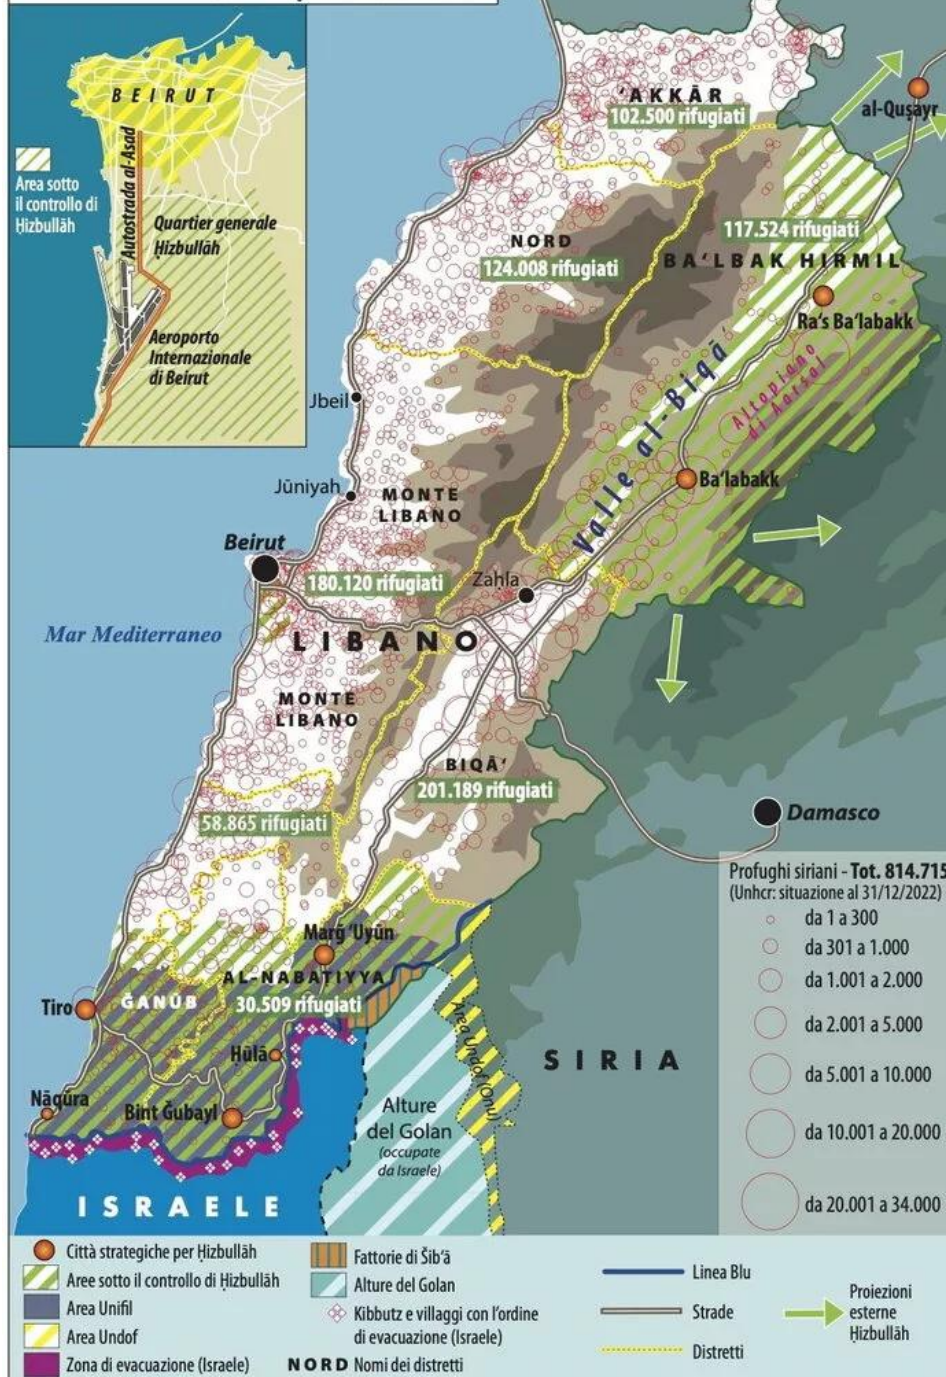 BEIRUT
Autostrada al-Asad
Area sotto
il controllo di
Ḥizbullāh
Quartier generale
Ḥizbullāh
Aeroporto
Internazionale
di Beirut
‘AKKĀR
102.500 rifugiati
al-Quṣayr
NORD
124.008 rifugiati
117.524 rifugiati
BA‘LBAK HIRMIL
Ra's Ba‘labakk
Altopiano
di Aarsal
Valle al-Biqā‘
Jbeil
Jūniyah
MONTE
LIBANO
Ba‘labakk
Beirut
180.120 rifugiati
Zaḥla
Mar Mediterraneo
LIBANO
MONTE
LIBANO
BIQĀ‘
201.189 rifugiati
58.865 rifugiati
Damasco
Marǧ ‘Uyūn
AL-NABAṬIYYA
30.509 rifugiati
Tiro
ǦANŪB
Ḥūlā
Nāqūra
Bint Ǧubayl
Area Undof (Onu)
SIRIA
Alture
del Golan
(occupate
da Israele)
ISRAELE
Profughi siriani - Tot. 814.715
(Unhcr: situazione al 31/12/2022)
da 1 a 300
da 301 a 1.000
da 1.001 a 2.000
da 2.001 a 5.000
da 5.001 a 10.000
da 10.001 a 20.000
da 20.001 a 34.000
Città strategiche per Ḥizbullāh
Aree sotto il controllo di Ḥizbullāh
Area Unifil
Area Undof
Zona di evacuazione (Israele)
Fattorie di Šib‘ā
Alture del Golan
Kibbutz e villaggi con l'ordine
di evacuazione (Israele)
NORD Nomi dei distretti
Linea Blu
Strade
Distretti
Proiezioni
esterne
Ḥizbullāh